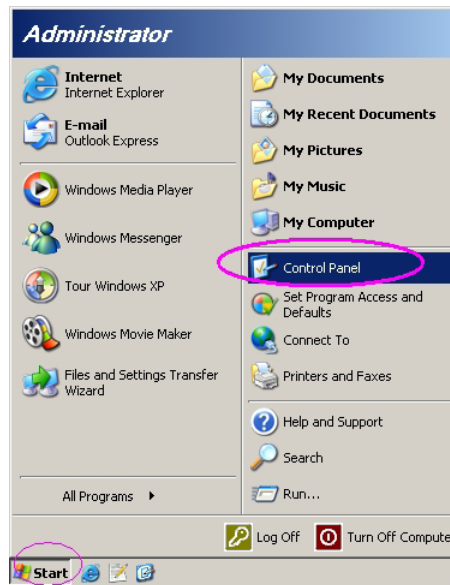 Administrator
Internet
Internet Explorer
E-mail
Outlook Express
Windows Media Player
Windows Messenger
Tour Windows XP
Windows Movie Maker
Files and Settings Transfer
Wizard
All Programs
My Documents
My Recent Documents
My Pictures
My Music
My Computer
Control Panel
Set Program Access and
Defaults
Connect To
Printers and Faxes
Help and Support
Search
Run...
Log Off
Turn Off Compute
Start